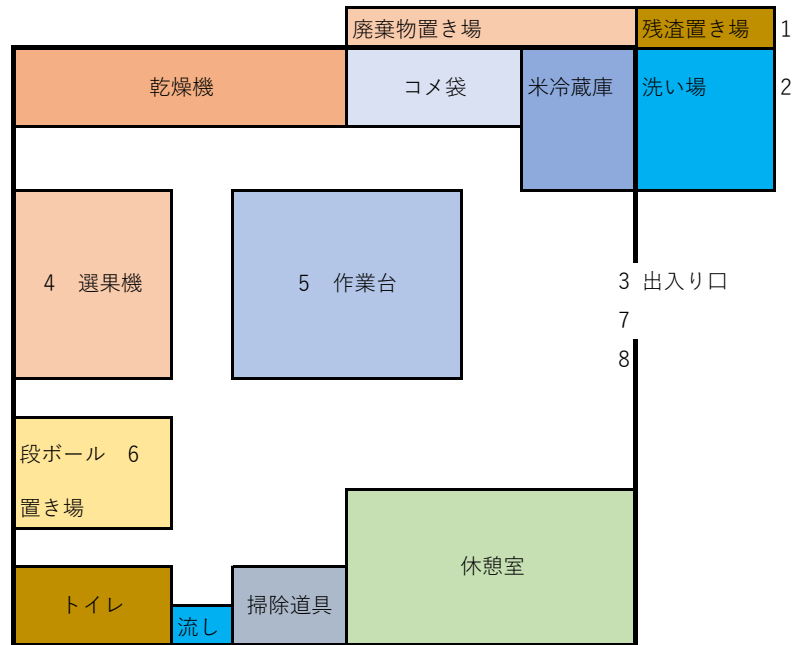 廃棄物置き場
残渣置き場 1
乾燥機
コメ袋
米冷蔵庫
洗い場 2
4 選果機
5 作業台
3 出入り口
7
8
段ボール 6
置き場
トイレ
流し
掃除道具
休憩室